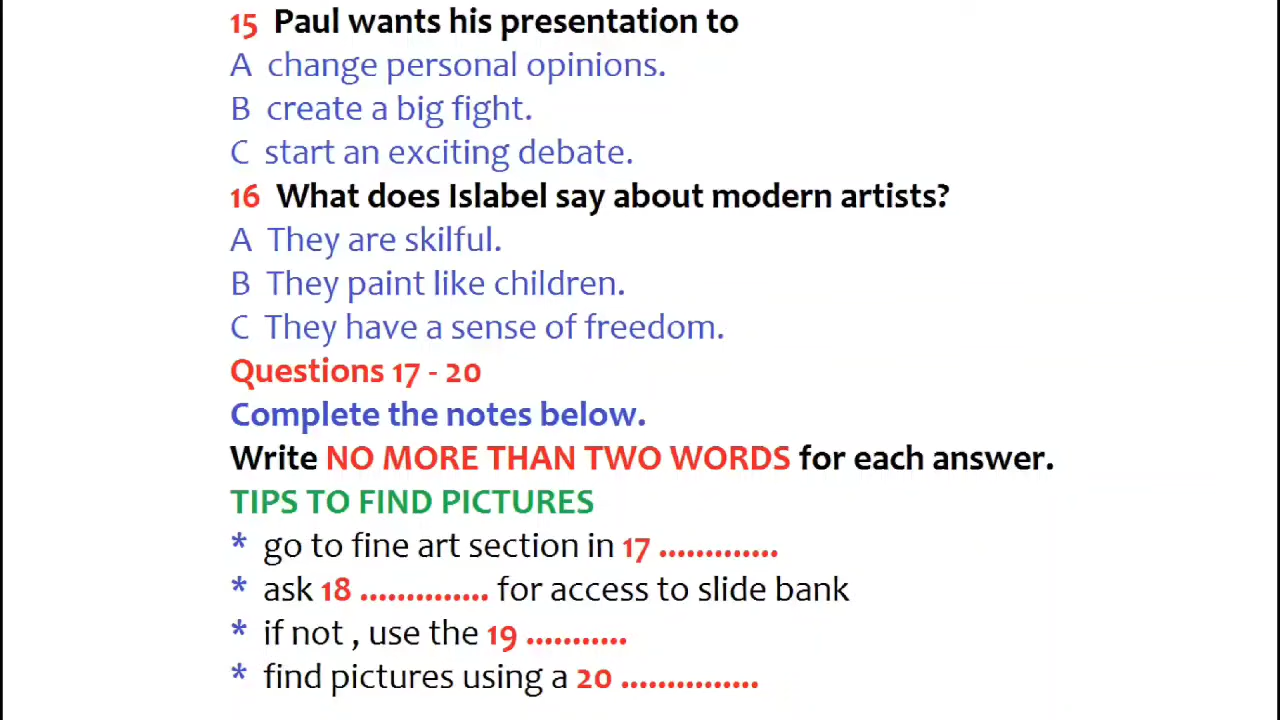 15 Paul wants his presentation to
A change personal opinions.
B create a big fight.
C start an exciting debate.
16 What does Islabel say about modern artists?
A They are skilful.
B They paint like children.
C They have a sense of freedom.
Questions 17 - 20
Complete the notes below.
Write NO MORE THAN TWO WORDS for each answer.
TIPS TO FIND PICTURES
* go to fine art section in 17 .............
* ask 18 .............. for access to slide bank
* if not , use the 19 ...........
* find pictures using a 20 ...............